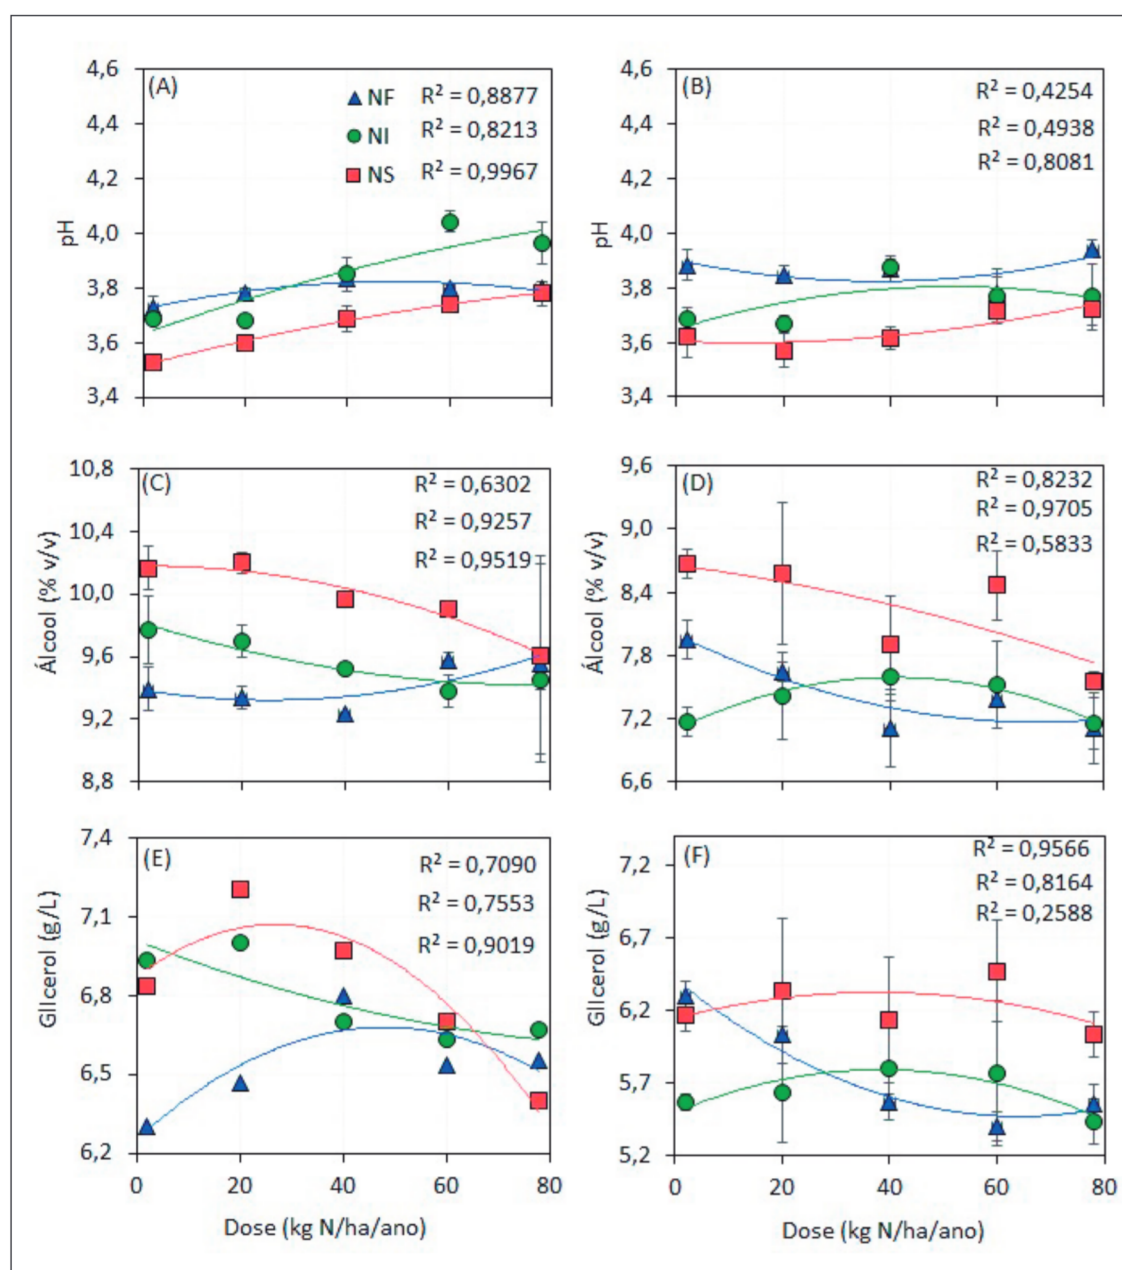 (A)
NF R² = 0,8877
NI R² = 0,8213
NS R² = 0,9967
4,6
4,4
4,2
4,0
3,8
3,6
3,4
pH
(B)
R² = 0,4254
R² = 0,4938
R² = 0,8081
4,6
4,4
4,2
4,0
3,8
3,6
3,4
0 20 40 60 80
pH
(C)
R² = 0,6302
R² = 0,9257
R² = 0,9519
10,8
10,4
10,0
9,6
9,2
8,8
Álcool (% v/v)
(D)
R² = 0,8232
R² = 0,9705
R² = 0,5833
9,6
9,0
8,4
7,8
7,2
6,6
Álcool (% v/v)
(E)
R² = 0,7090
R² = 0,7553
R² = 0,9019
7,4
7,1
6,8
6,5
6,2
Glicerol (g/L)
0 20 40 60 80
Dose (kg N/ha/ano)
(F)
R² = 0,9566
R² = 0,8164
R² = 0,2588
7,2
6,7
6,2
5,7
5,2
Glicerol (g/L)
0 20 40 60 80
Dose (kg N/ha/ano)